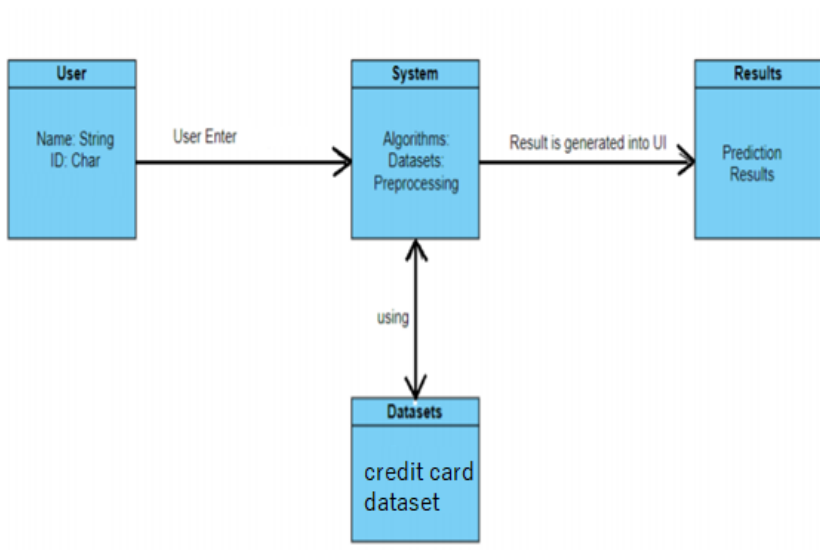 User
Name: String
ID: Char
User Enter
System
Algorithms:
Datasets:
Preprocessing
Result is generated into UI
Results
Prediction
Results
using
Datasets
credit card
dataset